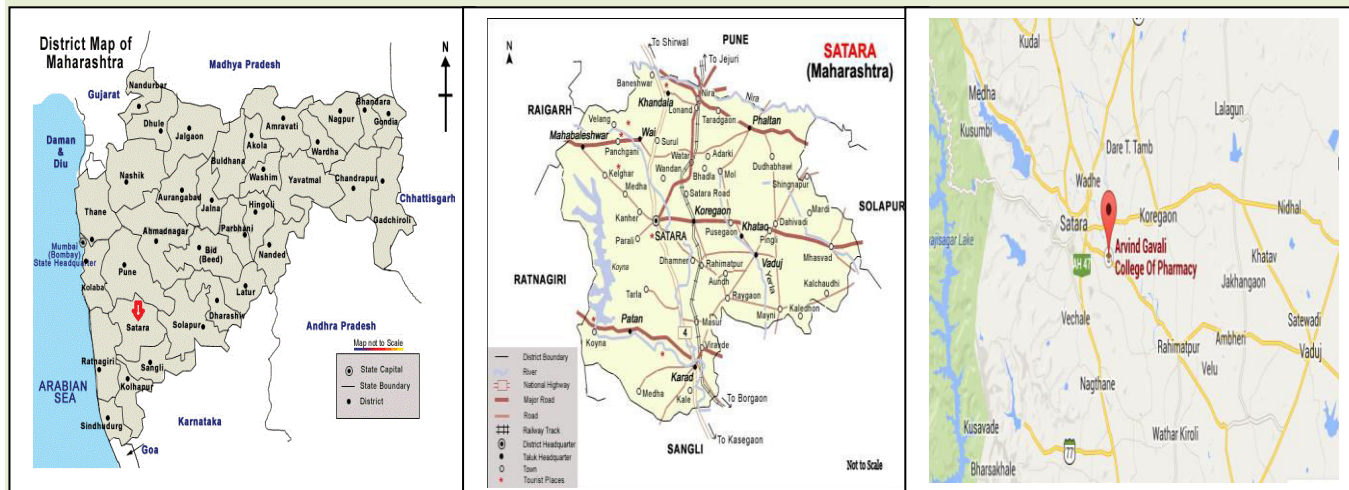 District Map of
Maharashtra
N
Madhya Pradesh
Gujarat
Nandurbar
Bhandara
Dhule
Jalgaon
Amravati
Nagpur
Gondia
Daman
&
Diu
Akola
Buldhana
Wardha
Washim
Yavatmal
Chandrapur
Nashik
Aurangabad
Jalna
Hingoli
Chhattisgarh
Thane
Parbhani
Gadchiroli
Ahmadnagar
Mumbai
(Bombay)
State Headquarter
Bid
(Beed)
Nanded
Pune
Kolaba
Latur
Dharashiv
Satara
Solapur
Andhra Pradesh
Map not to Scale
State Capital
State Boundary
District
Ratnagiri
Sangli
ARABIAN
SEA
Kolhapur
Karnataka
Sindhudurg
Goa
N
To Shirwal
PUNE
To Jejuri
SATARA
(Maharashtra)
Baneshwar
Nira
Nira
RAIGARH
Khandala
Lonand
Taradgaon
Velang
Wai
Phaltan
Mahabaleshwar
Surul
Panchgani
Watar
Adarki
Wandan
Dudhabhawi
Kelghar
Bhadla
Mol
Shingnapur
Medha
Satara Road
SOLAPUR
Kanher
Koregaon
Mardi
SATARA
Khatao
Dahivadi
Pusegaon
Parali
Pingli
Dhamner
Rahimatpur
Vaduj
Mhasvad
Koyna
RATNAGIRI
Aundh
Yerla
Kalchaudhi
Tarla
Raygaon
Kaledhon
Mayni
Patan
Masur
4
Koyna
Viravde
District Boundary
River
National Highway
Major Road
Road
Railway Track
District Headquarter
Taluk Headquarter
Town
Tourist Places
Karad
Medha
Kale
To Borgaon
To Kasegaon
SANGLI
Not to Scale
Kudal
Medha
Lalagun
Kusumbi
Dare T. Tamb
Wadhe
Satara
Koregaon
Nidhal
Arvind Gavali
College Of Pharmacy
AH 47
Khatav
Jakhangaon
Vechale
Satewadi
Ambheri
Rahimatpur
Vaduj
Velu
Nagthane
Kusavade
Wathar Kiroli
77
Bharsakhale